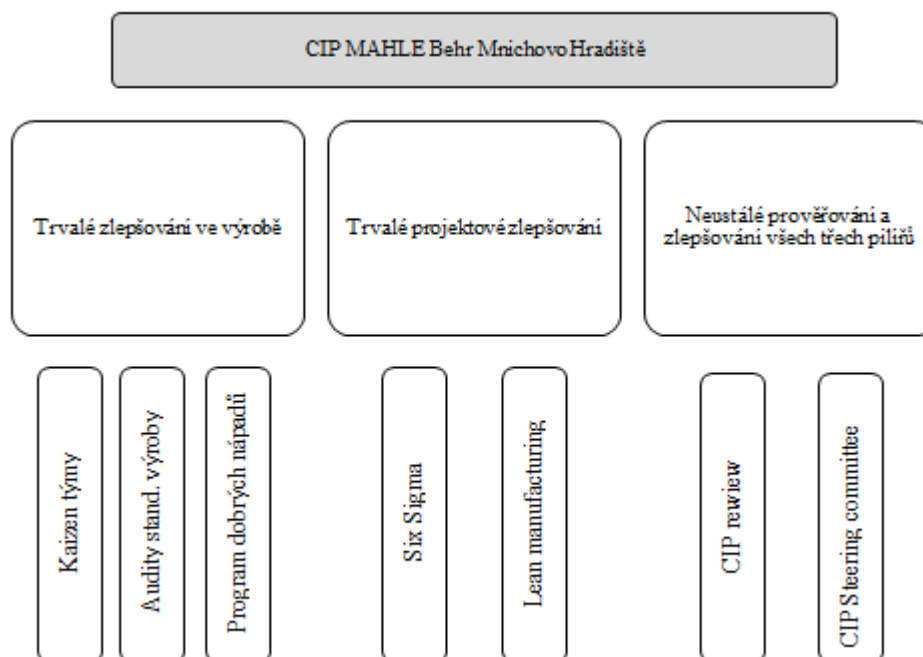 CIP MAHLE Behr Mnichovo Hradiště
Trvalé zlepšování ve výrobě
Trvalé projektové zlepšování
Neustálé prověřování a
zlepšování všech třech pilířů
Kaizen týmy
Audity stand. výroby
Program dobrých nápadů
Six Sigma
Lean manufacturing
CIP rewiew
CIP Steering committee